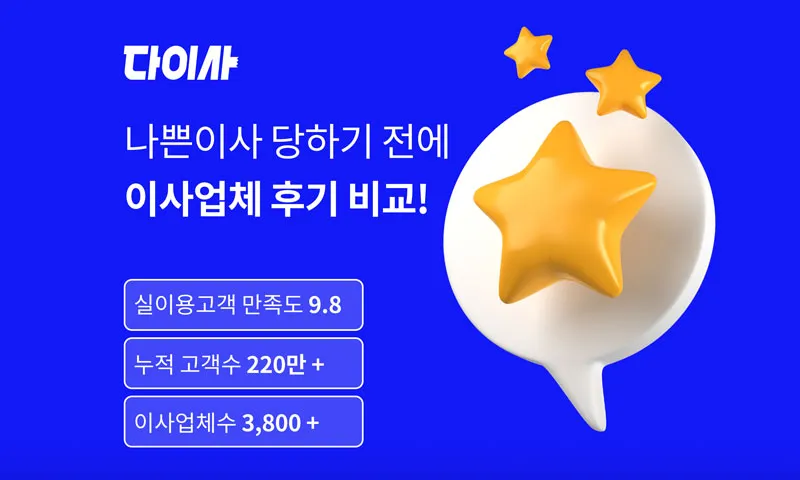 다이사
나쁜이사 당하기 전에
이사업체 후기 비교!
실이용고객 만족도 9.8
누적 고객수 220만 +
이사업체수 3,800 +